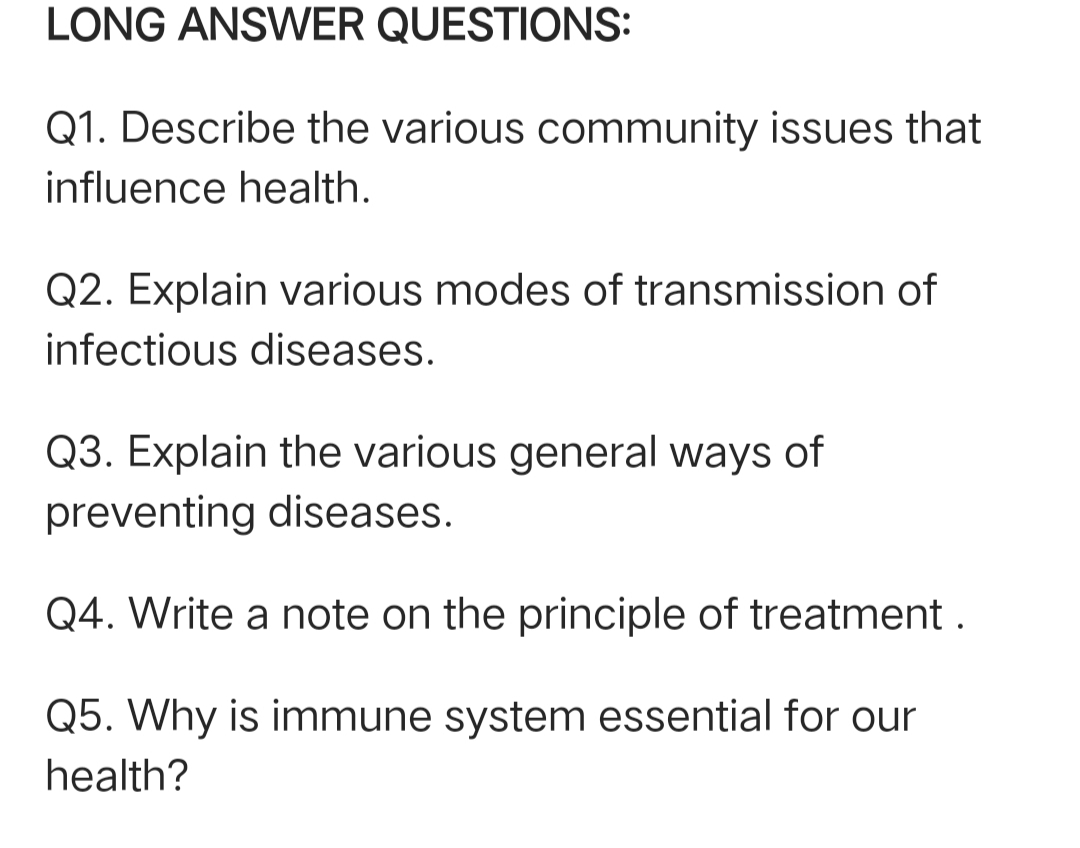 LONG ANSWER QUESTIONS:
Q1. Describe the various community issues that
influence health.
Q2. Explain various modes of transmission of
infectious diseases.
Q3. Explain the various general ways of
preventing diseases.
Q4. Write a note on the principle of treatment .
Q5. Why is immune system essential for our
health?